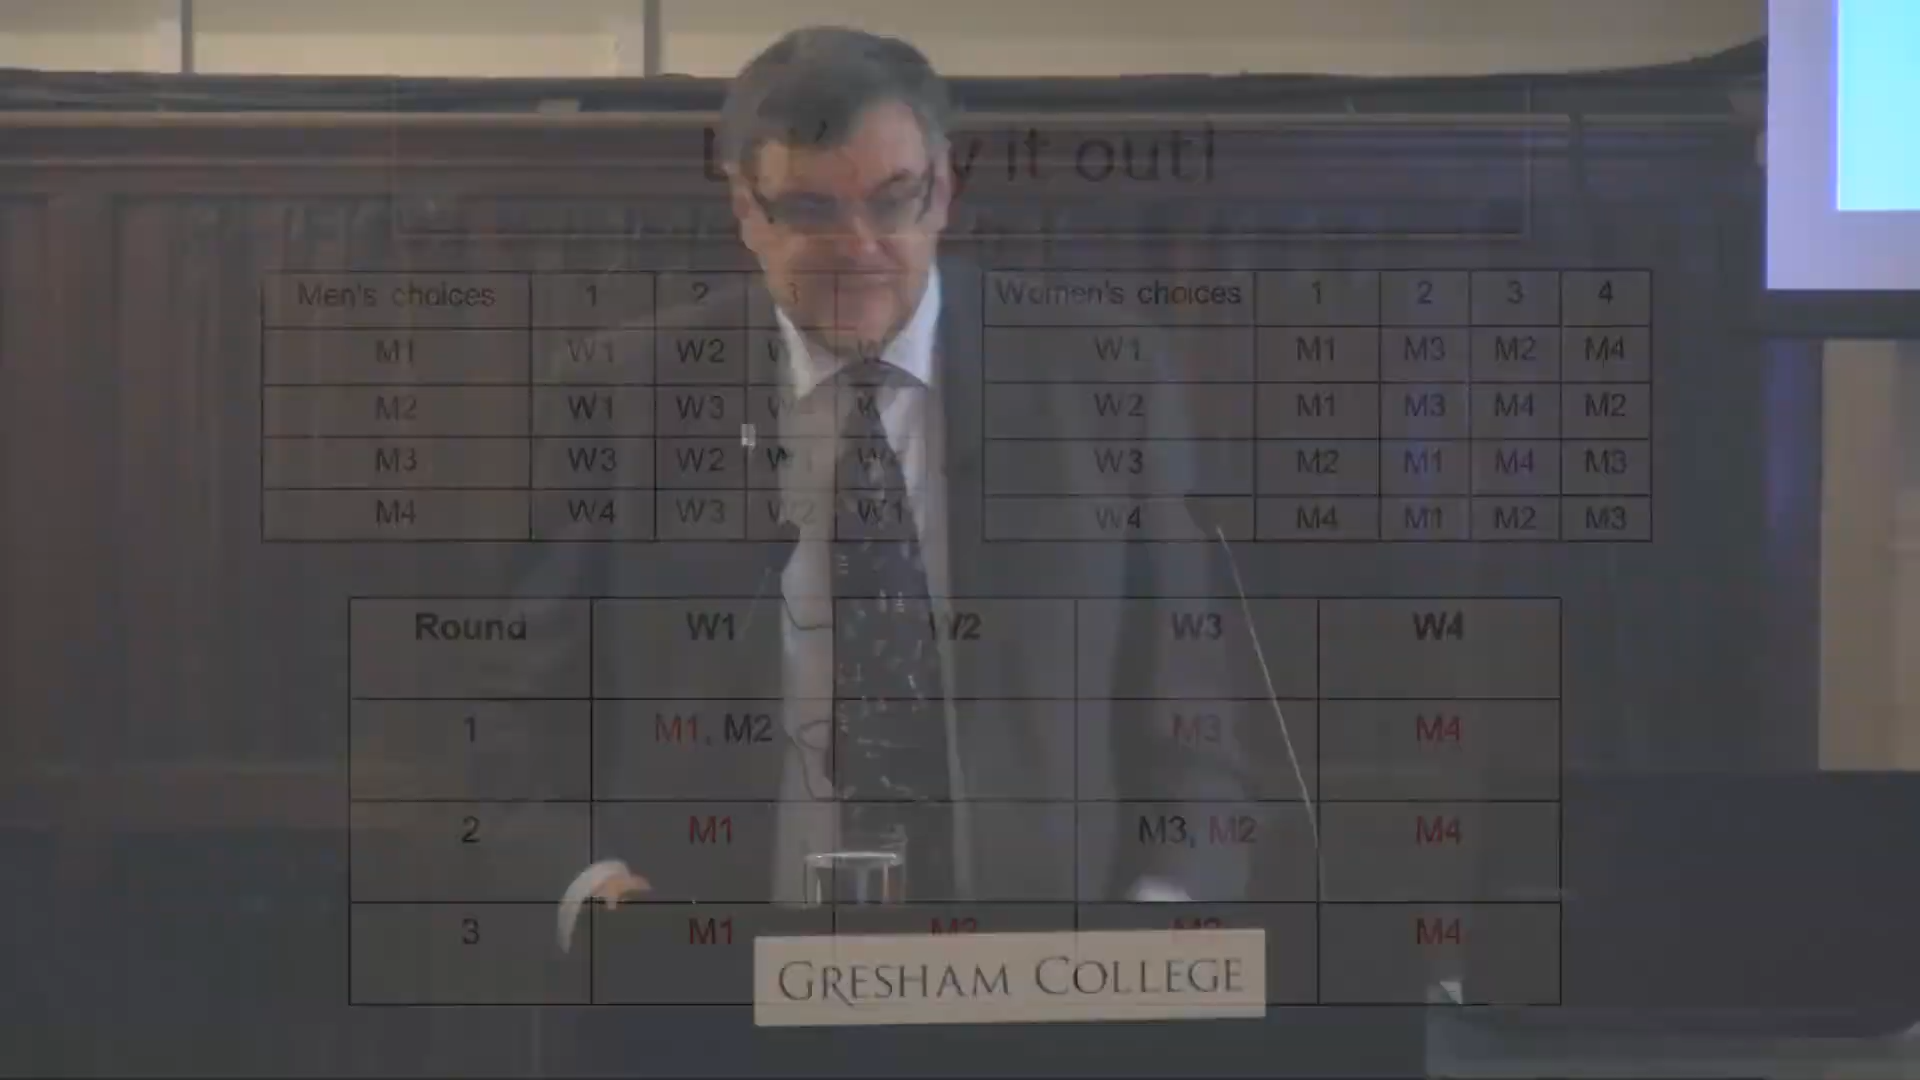 it out!
Men's choices 1 2 3
Women's choices 1 2 3 4
M1 W1 W2
W1 M1 M3 M2 M4
M2 W1 W3
W2 M1 M3 M4 M2
M3 W3 W2
W3 M2 M1 M4 M3
M4 W4 W3 W2 W1
W4 M4 M1 M2 M3
Round W1 W2 W3 W4
1 M1, M2 M3 M4
2 M1 M3, M2 M4
3 M1 M4
GRESHAM COLLEGE